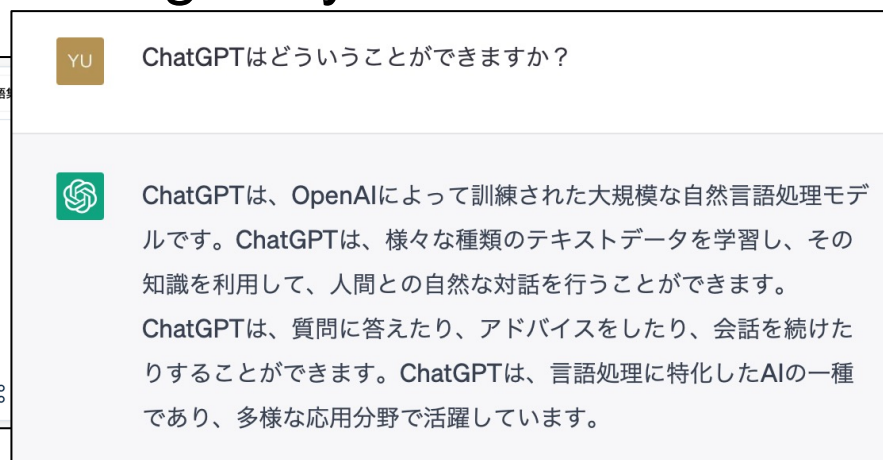 YU
ChatGPTはどういうことができますか？
ChatGPTは、OpenAIによって訓練された大規模な自然言語処理モデ
ルです。ChatGPTは、様々な種類のテキストデータを学習し、その
知識を利用して、人間との自然な対話を行うことができます。
ChatGPTは、質問に答えたり、アドバイスをしたり、会話を続けた
りすることができます。ChatGPTは、言語処理に特化したAIの一種
であり、多様な応用分野で活躍しています。